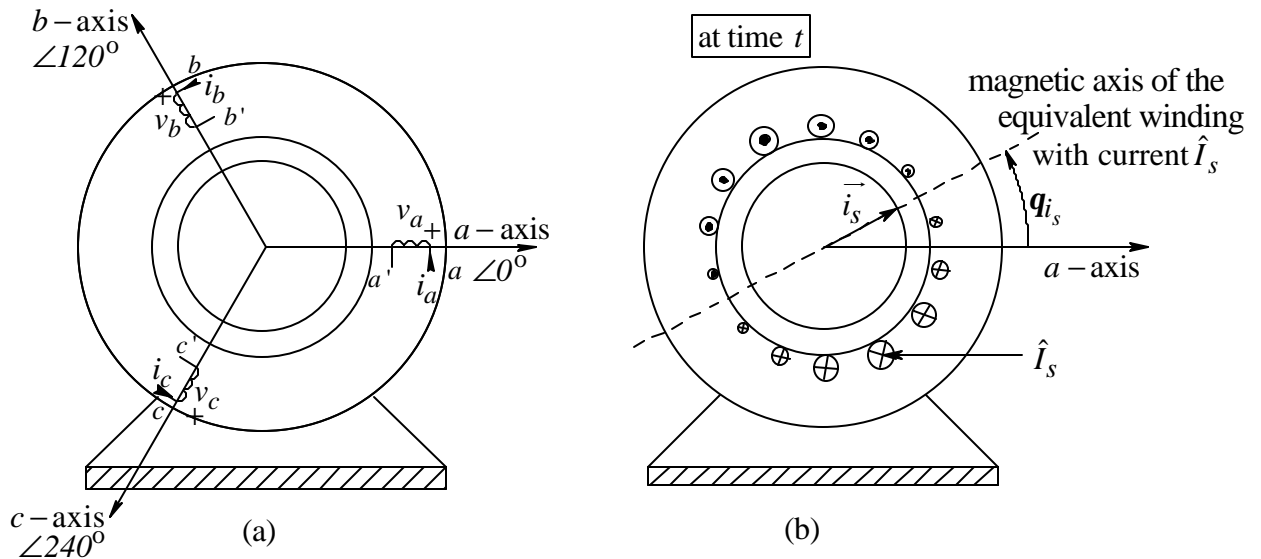 b – axis
∠120°
b
i_b
+
v_b
b'
v_a
+
a – axis
a'
i_a
a
∠0°
c'
i_c
c
v_c
+
c – axis
∠240°
(a)
at time t
magnetic axis of the
equivalent winding
with current Î_s
i⃗_s
q_{i_s}
a – axis
Î_s
(b)